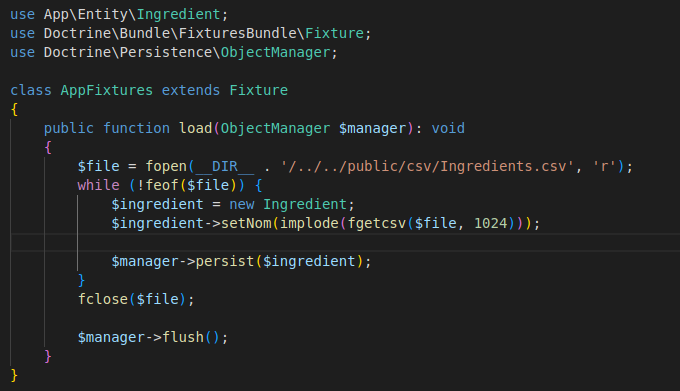 use App\Entity\Ingredient;
use Doctrine\Bundle\FixturesBundle\Fixture;
use Doctrine\Persistence\ObjectManager;

class AppFixtures extends Fixture
{
    public function load(ObjectManager $manager): void
    {
        $file = fopen(__DIR__ . '/../../public/csv/Ingredients.csv', 'r');
        while (!feof($file)) {
            $ingredient = new Ingredient;
            $ingredient->setNom(implode(fgetcsv($file, 1024)));

            $manager->persist($ingredient);
        }
        fclose($file);

        $manager->flush();
    }
}